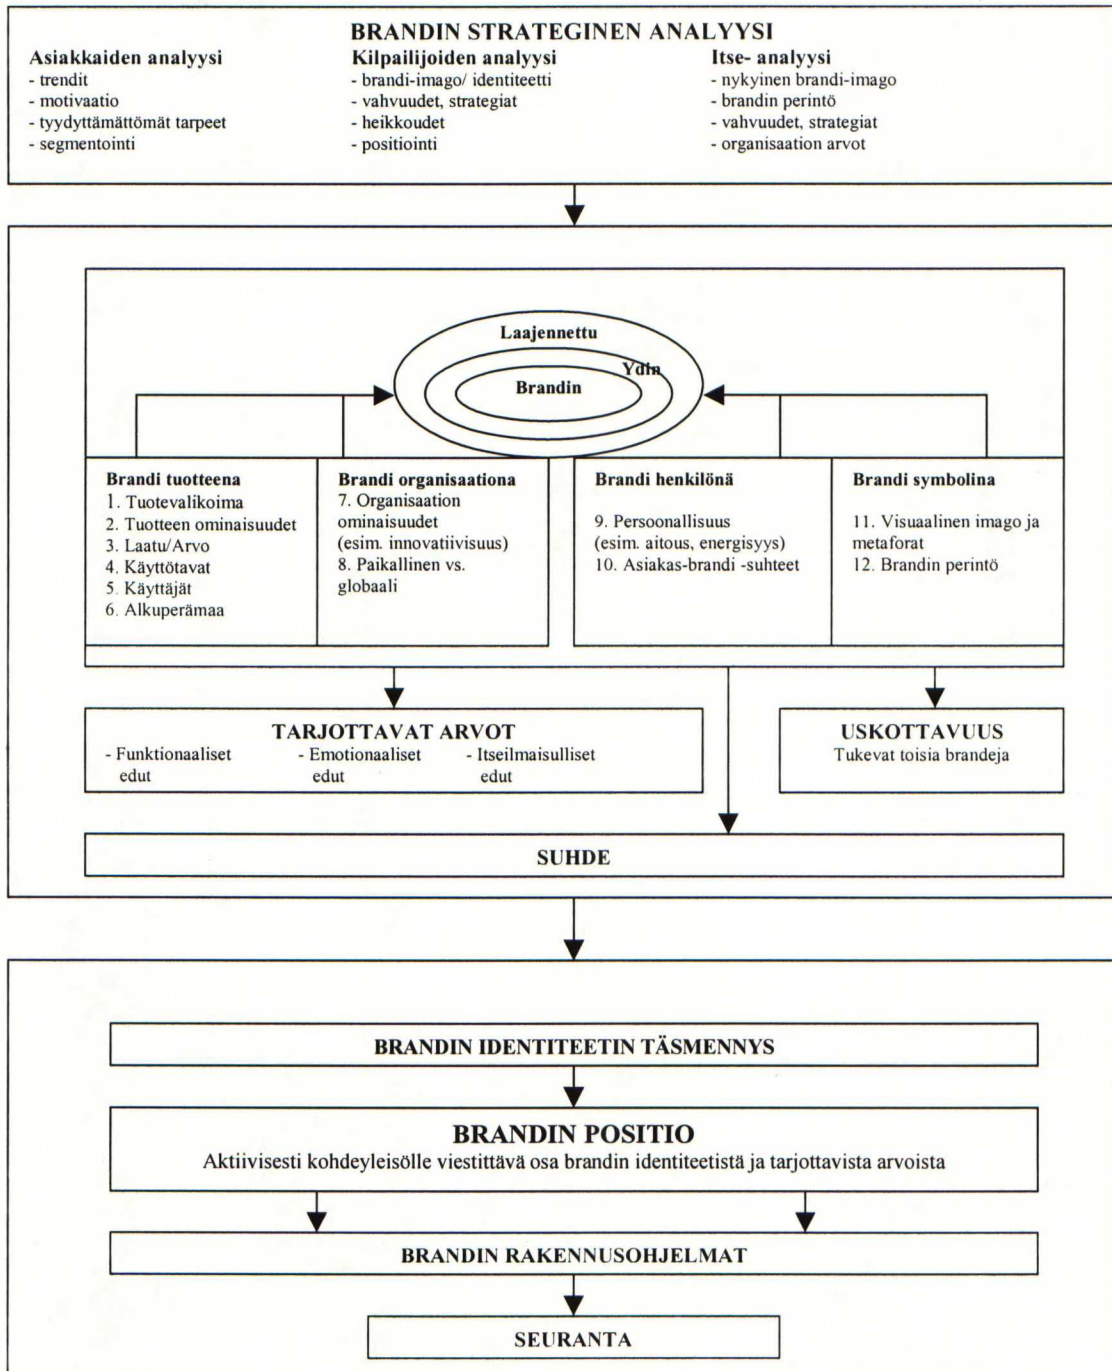 BRANDIN STRATEGINEN ANALYYSI
Asiakkaiden analyysi
- trendit
- motivaatio
- tyydyttämättömät tarpeet
- segmentointi
Kilpailijoiden analyysi
- brandi-imago/ identiteetti
- vahvuudet, strategiat
- heikkoudet
- positiointi
Itse- analyysi
- nykyinen brandi-imago
- brandin perintö
- vahvuudet, strategiat
- organisaation arvot
Laajennettu
Ydin
Brandin
Brandi tuotteena
1. Tuotevalikoima
2. Tuotteen ominaisuudet
3. Laatu/Arvo
4. Käyttötavat
5. Käyttäjät
6. Alkuperämaa
Brandi organisaationa
7. Organisaation
ominaisuudet
(esim. innovatiivisuus)
8. Paikallinen vs.
globaali
Brandi henkilönä
9. Persoonallisuus
(esim. aitous, energisyys)
10. Asiakas-brandi -suhteet
Brandi symbolina
11. Visuaalinen imago ja
metaforat
12. Brandin perintö
TARJOTTAVAT ARVOT
- Funktionaaliset
edut
- Emotionaaliset
edut
- Itseilmaisulliset
edut
USKOTTAVUUS
Tukevat toisia brandeja
SUHDE
BRANDIN IDENTITEETIN TÄSMENNYS
BRANDIN POSITIO
Aktiivisesti kohdeyleisölle viestittävä osa brandin identiteetistä ja tarjottavista arvoista
BRANDIN RAKENNUSOHJELMAT
SEURANTA